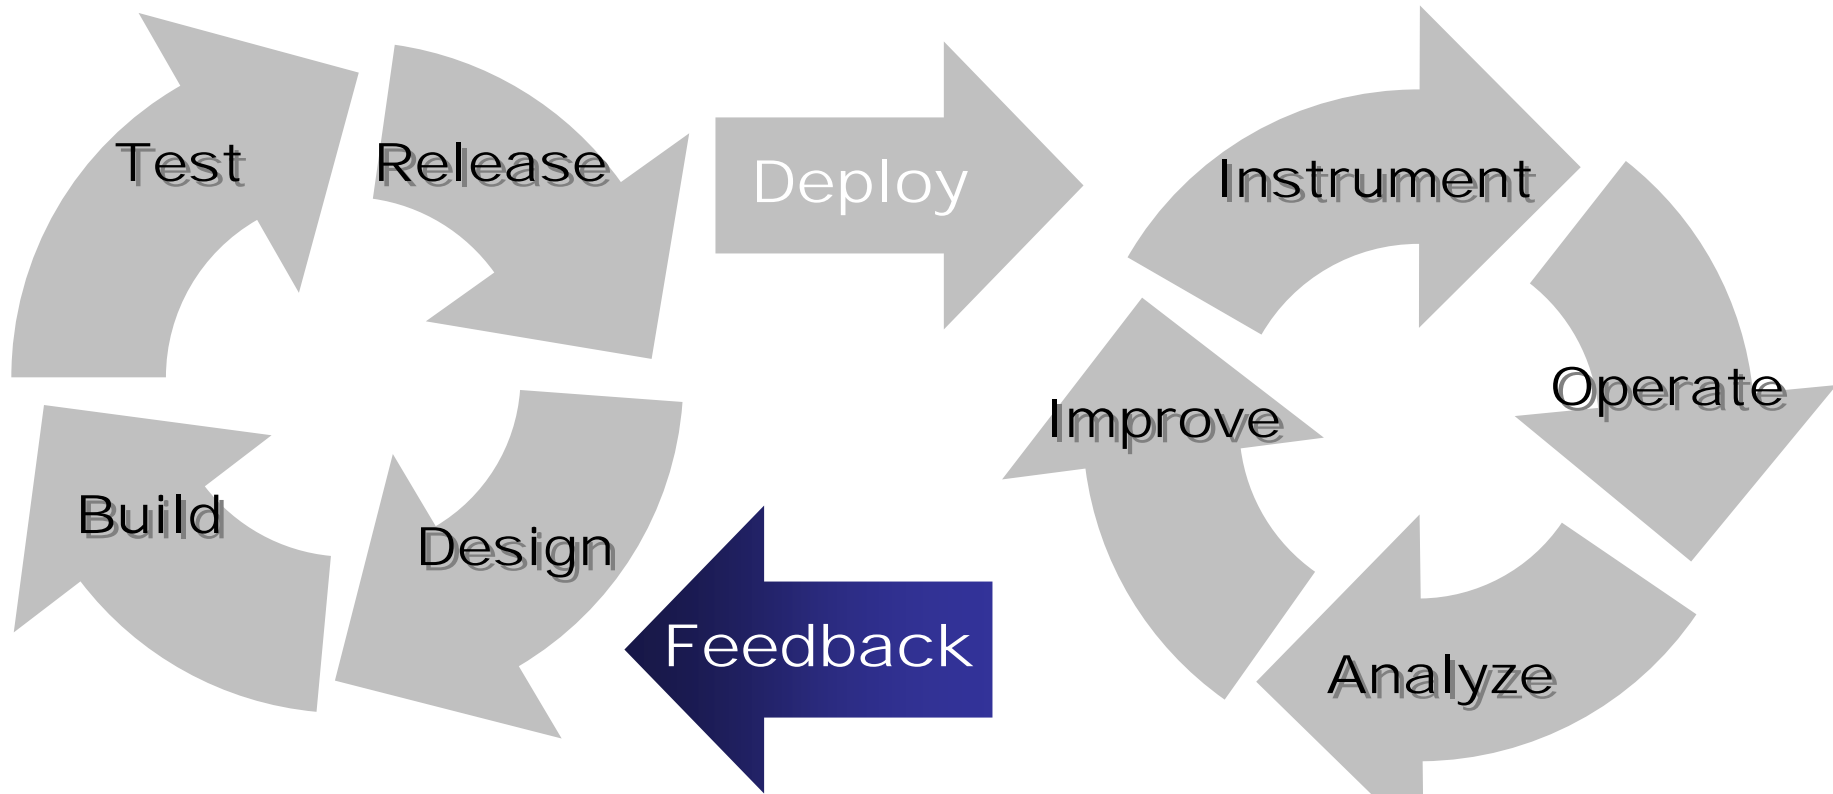 Test
Release
Deploy
Instrument
Operate
Improve
Build
Design
Feedback
Analyze